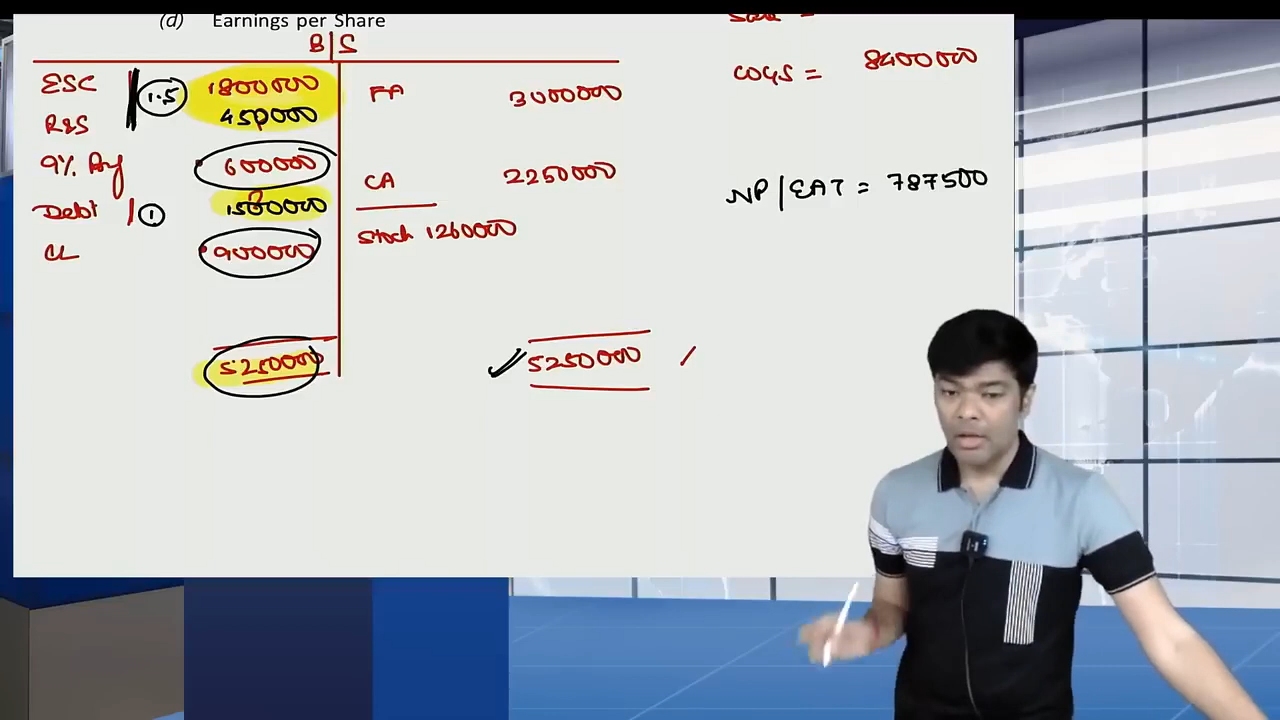 (d) Earnings per Share
B|S
ESC 1.5 1800000 FA 3000000
R&S 450000
9% Pref 600000 CA 2250000
Debt 1 1500000 Stock 1260000
CL 900000
5250000 5250000
COGS = 8400000
NP/EAT = 787500